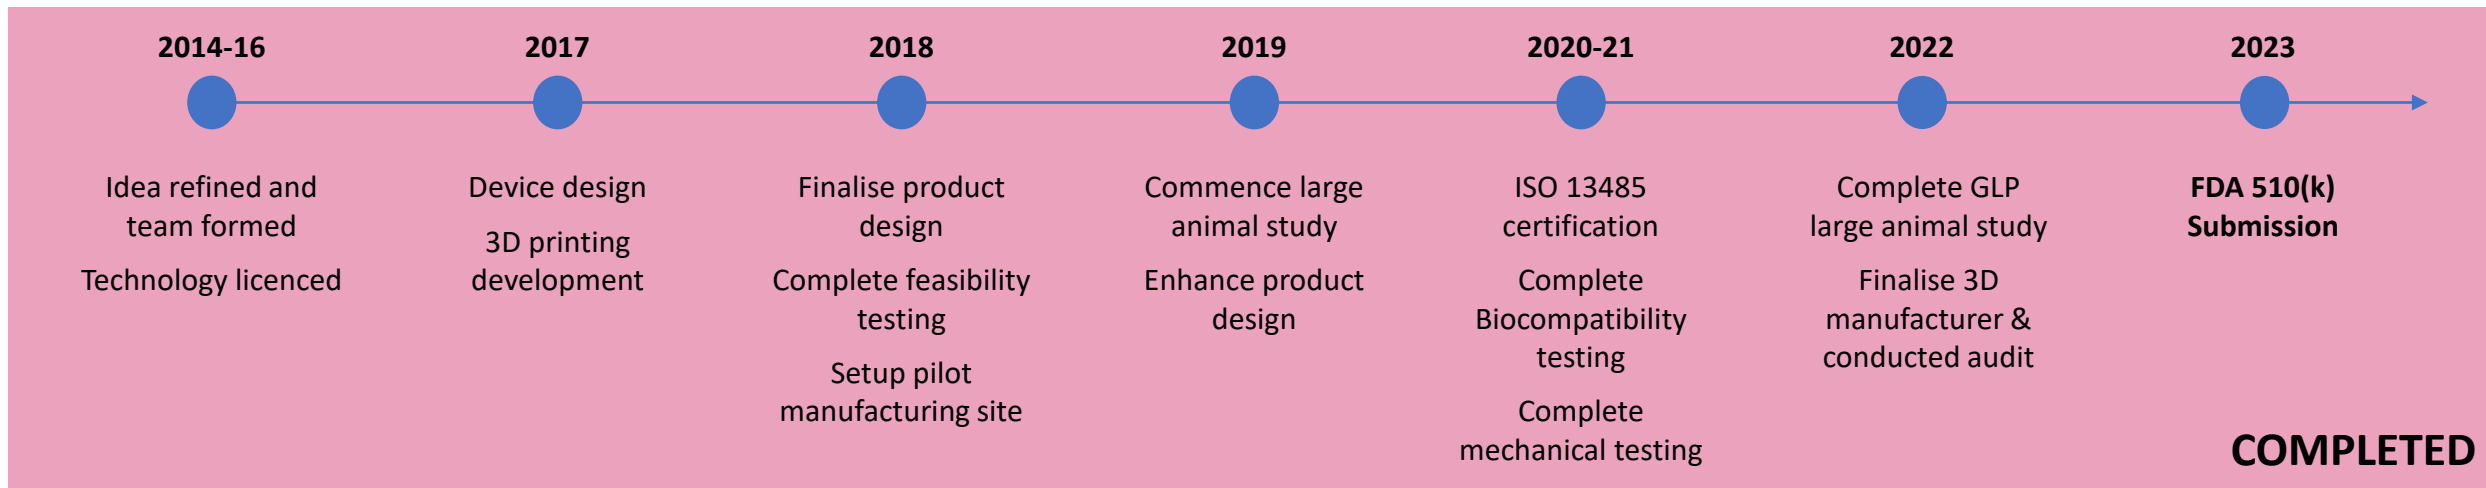 2014-16
Idea refined and
team formed
Technology licenced
2017
Device design
3D printing
development
2018
Finalise product
design
Complete feasibility
testing
Setup pilot
manufacturing site
2019
Commence large
animal study
Enhance product
design
2020-21
ISO 13485
certification
Complete
Biocompatibility
testing
Complete
mechanical testing
2022
Complete GLP
large animal study
Finalise 3D
manufacturer &
conducted audit
2023
FDA 510(k)
Submission
COMPLETED